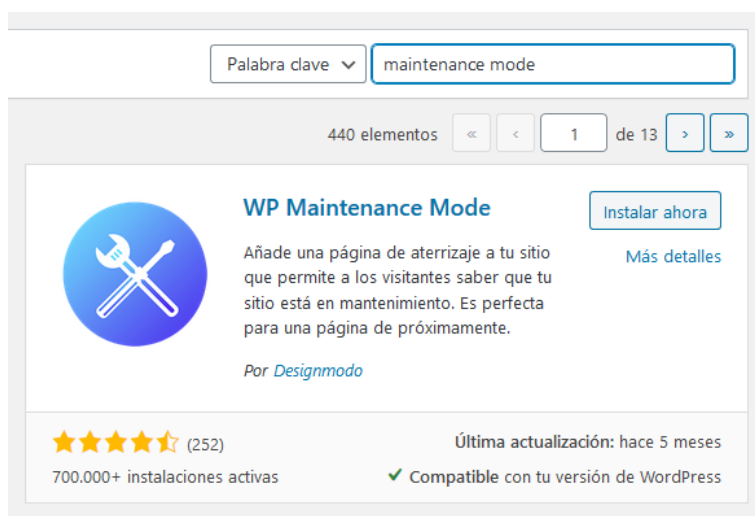 Palabra clave
maintenance mode
440 elementos « ‹ 1 de 13 › »
WP Maintenance Mode
Instalar ahora
Más detalles
Añade una página de aterrizaje a tu sitio
que permite a los visitantes saber que tu
sitio está en mantenimiento. Es perfecta
para una página de próximamente.
Por Designmodo
(252)
Última actualización: hace 5 meses
700.000+ instalaciones activas
Compatible con tu versión de WordPress